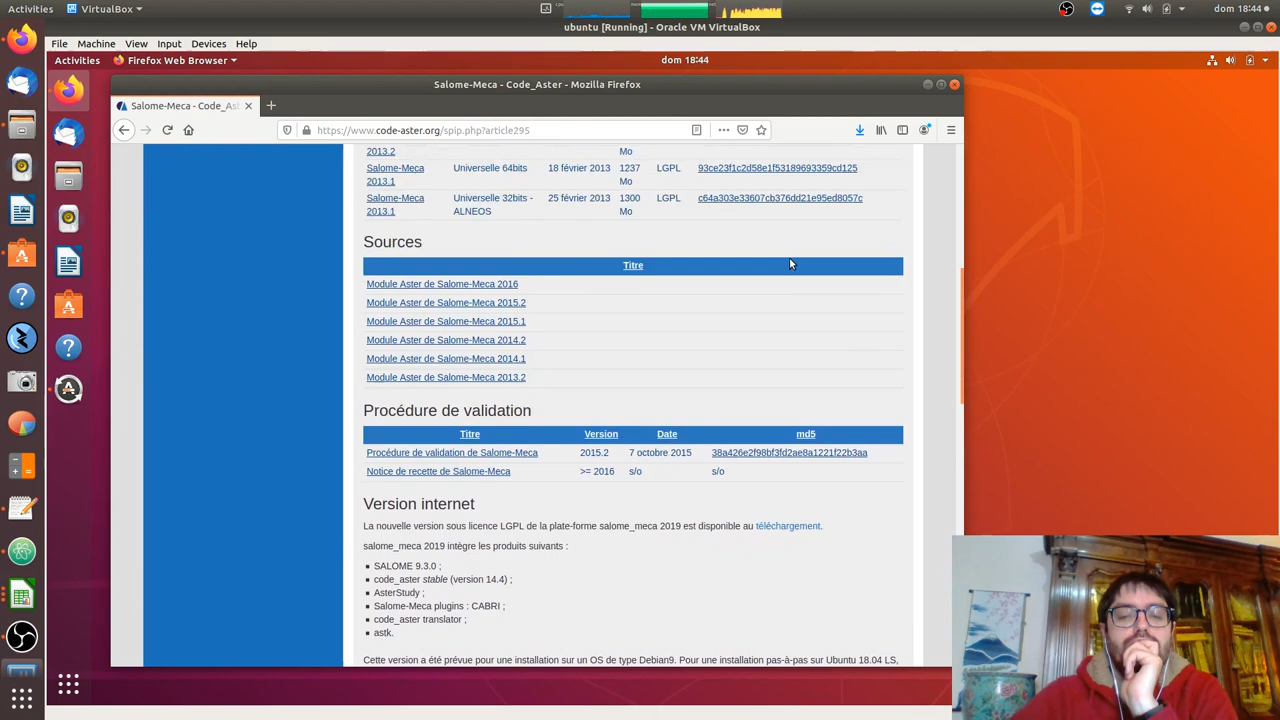 Activities VirtualBox dom 18:44
ubuntu [Running] - Oracle VM VirtualBox
File Machine View Input Devices Help
Activities Firefox Web Browser dom 18:44
Salome-Meca - Code_Aster - Mozilla Firefox
Salome-Meca - Code_As
https://www.code-aster.org/spip.php?article295
2013.2 Mo
Salome-Meca Universelle 64bits 18 février 2013 1237 LGPL 93ce23f1c2d58e1f53189693359cd125
2013.1 Mo
Salome-Meca Universelle 32bits - 25 février 2013 1300 LGPL c64a303e33607cb376dd21e95ed8057c
2013.1 ALNEOS Mo
Sources
Titre
Module Aster de Salome-Meca 2016
Module Aster de Salome-Meca 2015.2
Module Aster de Salome-Meca 2015.1
Module Aster de Salome-Meca 2014.2
Module Aster de Salome-Meca 2014.1
Module Aster de Salome-Meca 2013.2
Procédure de validation
Titre Version Date md5
Procédure de validation de Salome-Meca 2015.2 7 octobre 2015 38a426e2f98bf3fd2ae8a1221f22b3aa
Notice de recette de Salome-Meca >= 2016 s/o s/o
Version internet
La nouvelle version sous licence LGPL de la plate-forme salome_meca 2019 est disponible au téléchargement.
salome_meca 2019 intègre les produits suivants :
SALOME 9.3.0 ;
code_aster stable (version 14.4) ;
AsterStudy ;
Salome-Meca plugins : CABRI ;
code_aster translator ;
astk.
Cette version a été prévue pour une installation sur un OS de type Debian9. Pour une installation pas-à-pas sur Ubuntu 18.04 LS,